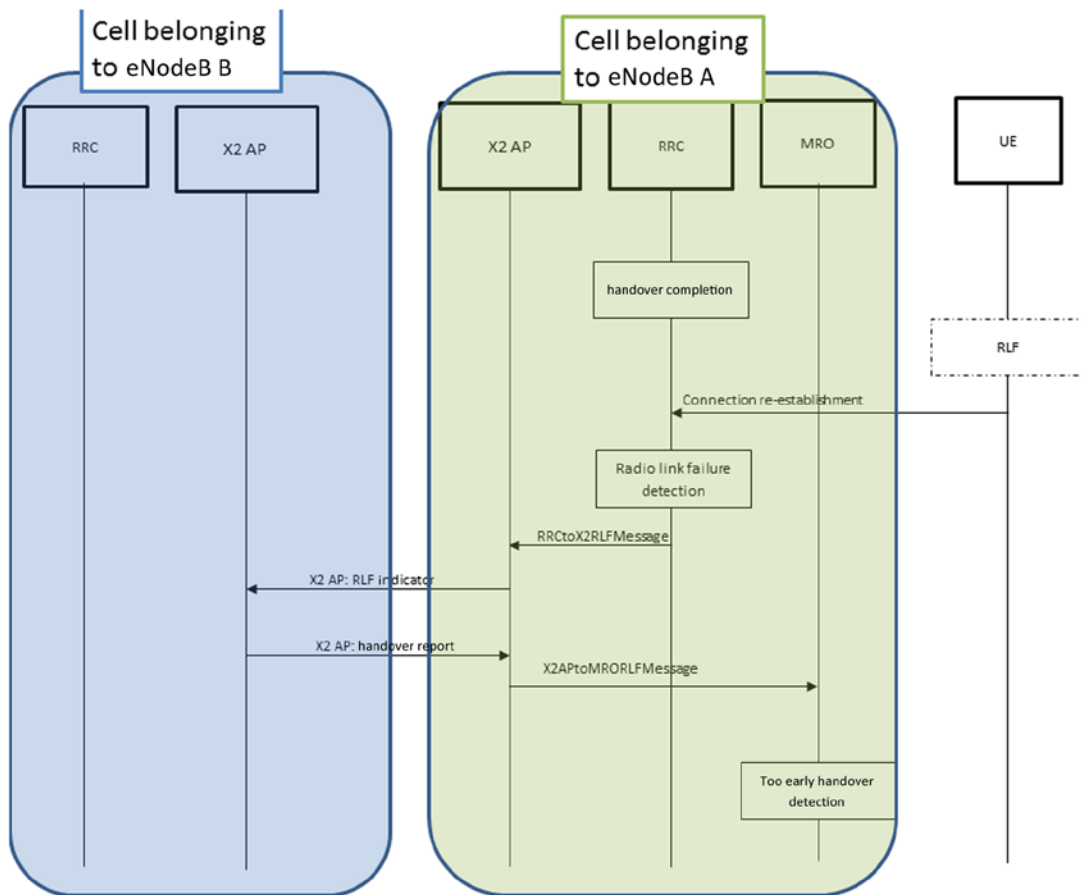 Cell belonging
to eNodeB B
Cell belonging
to eNodeB A
RRC
X2 AP
X2 AP
RRC
MRO
UE
handover completion
RLF
Connection re-establishment
Radio link failure
detection
RRCtoX2RLFMessage
X2 AP: RLF indicator
X2 AP: handover report
X2APtoMRORLFMessage
Too early handover
detection